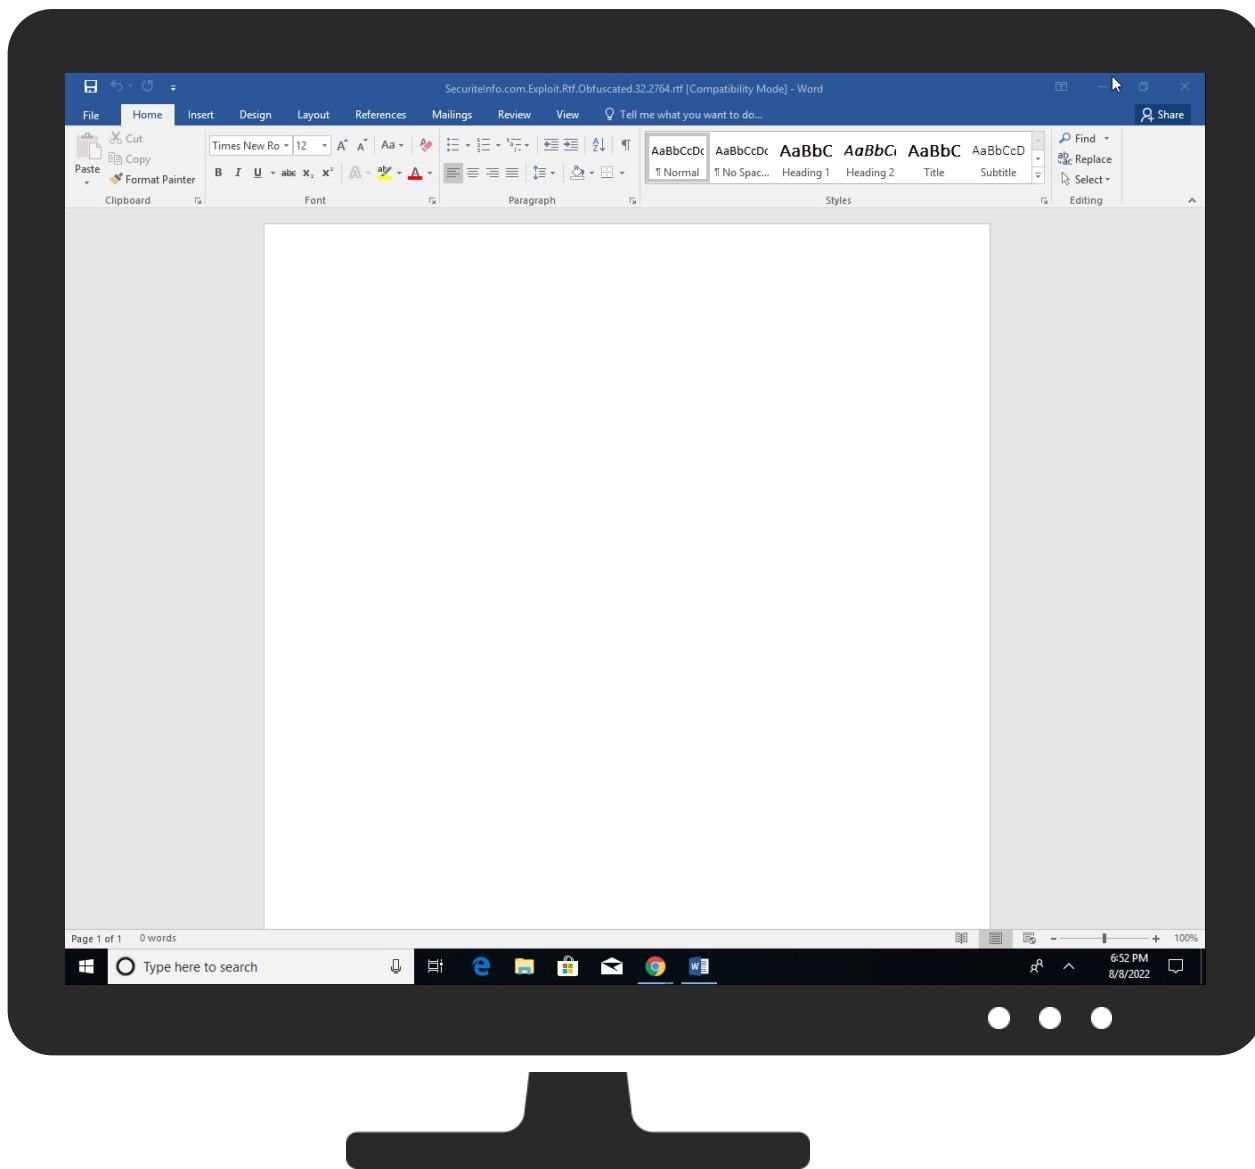 SecuriteInfo.com.Exploit.Rtf.Obfuscated.32.2764.rtf [Compatibility Mode] - Word
File Home Insert Design Layout References Mailings Review View Tell me what you want to do... Share
Paste
Cut
Copy
Format Painter
Clipboard
Times New Ro 12 A A Aa
B I U abc X₂ X² A aby A
Font
Paragraph
AaBbCcDc AaBbCcDc AaBbC AaBbC AaBbC AaBbCcD
¶ Normal ¶ No Spac... Heading 1 Heading 2 Title Subtitle
Styles
Find
Replace
Select
Editing
Page 1 of 1 0 words 100%
Type here to search
6:52 PM
8/8/2022